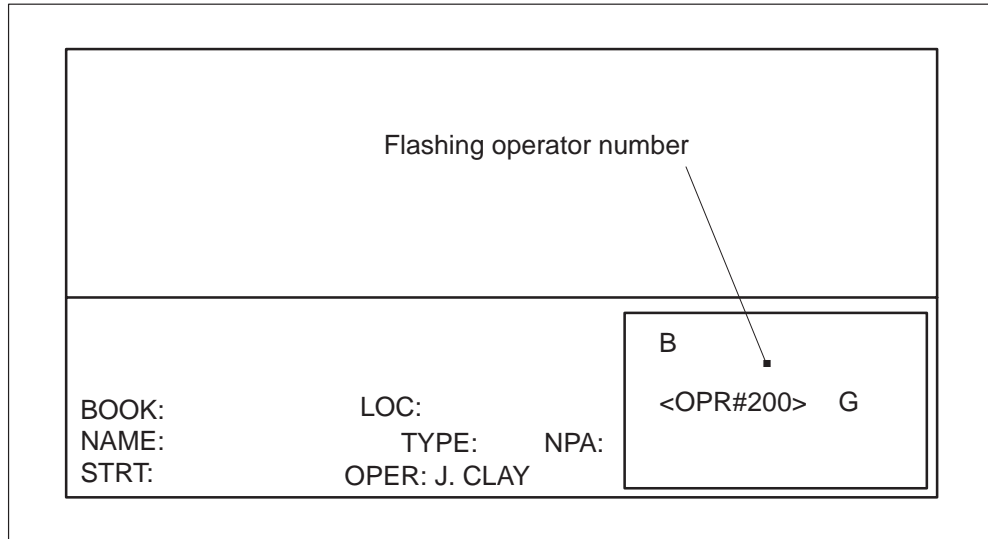 Flashing operator number
B
<OPR#200> G
BOOK: LOC:
NAME: TYPE: NPA:
STRT: OPER: J. CLAY